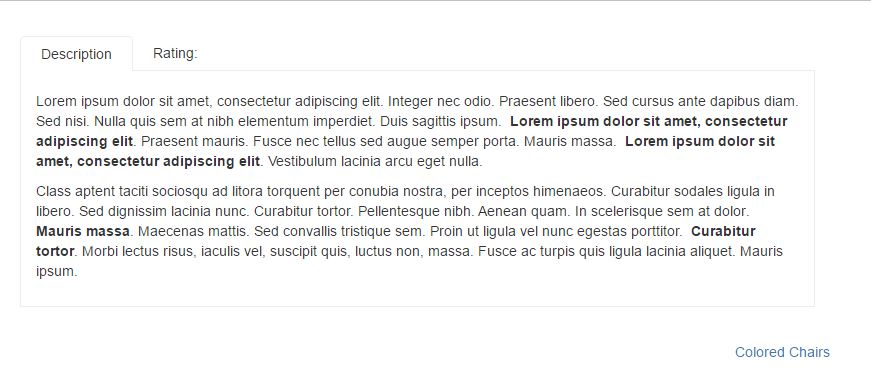 Description Rating:
Lorem ipsum dolor sit amet, consectetur adipiscing elit. Integer nec odio. Praesent libero. Sed cursus ante dapibus diam.
Sed nisi. Nulla quis sem at nibh elementum imperdiet. Duis sagittis ipsum. Lorem ipsum dolor sit amet, consectetur
adipiscing elit. Praesent mauris. Fusce nec tellus sed augue semper porta. Mauris massa. Lorem ipsum dolor sit
amet, consectetur adipiscing elit. Vestibulum lacinia arcu eget nulla.
Class aptent taciti sociosqu ad litora torquent per conubia nostra, per inceptos himenaeos. Curabitur sodales ligula in
libero. Sed dignissim lacinia nunc. Curabitur tortor. Pellentesque nibh. Aenean quam. In scelerisque sem at dolor.
Mauris massa. Maecenas mattis. Sed convallis tristique sem. Proin ut ligula vel nunc egestas porttitor. Curabitur
tortor. Morbi lectus risus, iaculis vel, suscipit quis, luctus non, massa. Fusce ac turpis quis ligula lacinia aliquet. Mauris
ipsum.
Colored Chairs